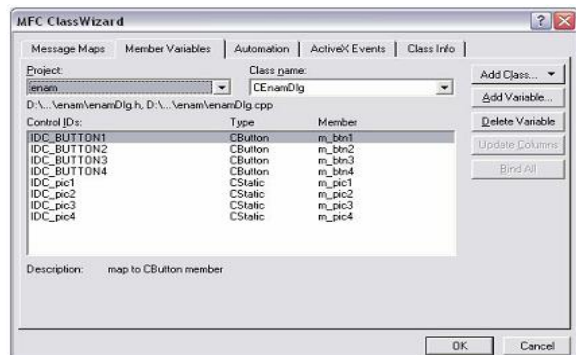 MFC ClassWizard
Message Maps Member Variables Automation ActiveX Events Class Info
Project: Class name:
enam CEnamDlg
D:\...\enam\enamDlg.h, D:\...\enam\enamDlg.cpp
Control IDs: Type Member
IDC_BUTTON1 CButton m_btn1
IDC_BUTTON2 CButton m_btn2
IDC_BUTTON3 CButton m_btn3
IDC_BUTTON4 CButton m_btn4
IDC_pic1 CStatic m_pic1
IDC_pic2 CStatic m_pic2
IDC_pic3 CStatic m_pic3
IDC_pic4 CStatic m_pic4
Add Class...
Add Variable...
Delete Variable
Update Columns
Bind All
Description: map to CButton member
OK Cancel